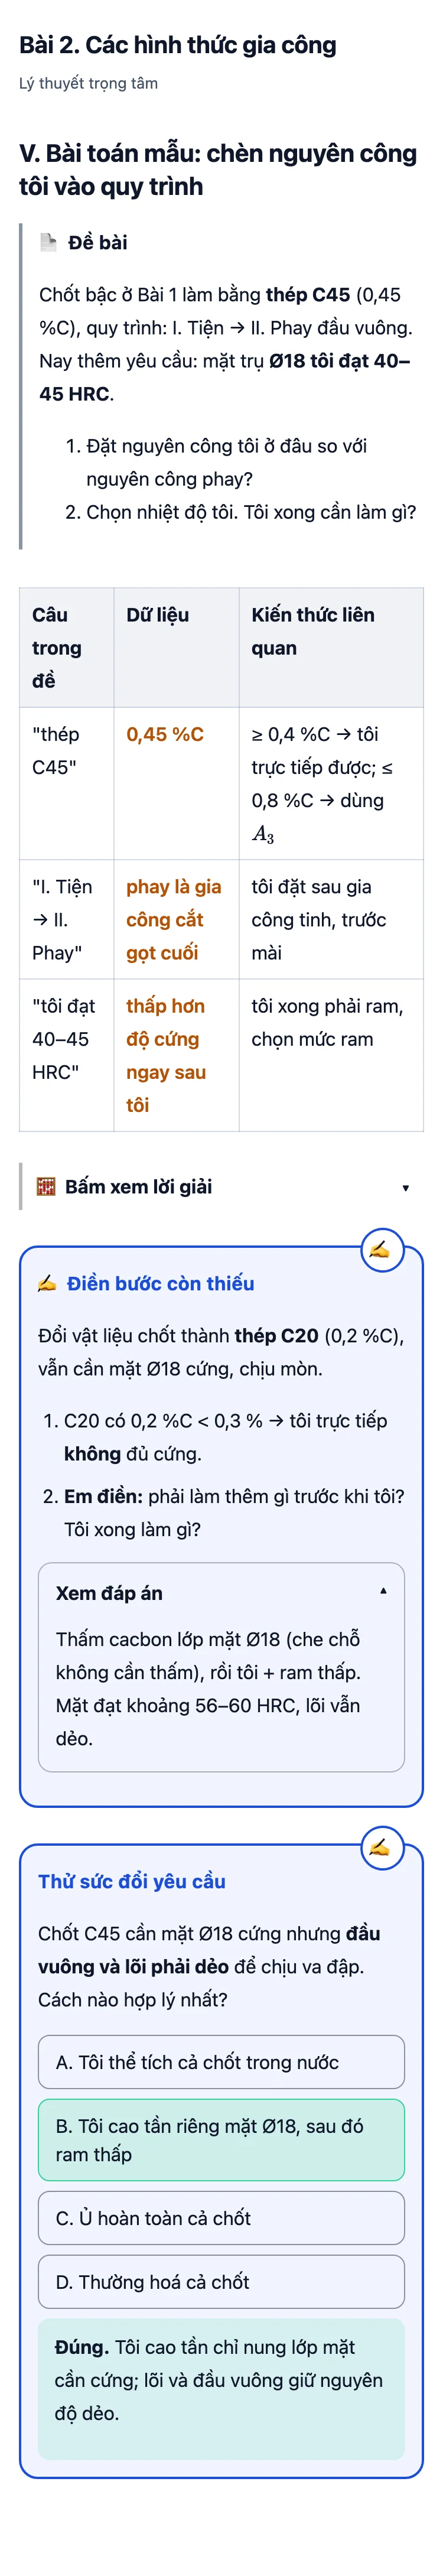 Bài 2. Các hình thức gia công
Lý thuyết trọng tâm
V. Bài toán mẫu: chèn nguyên công
tôi vào quy trình
Đề bài
Chốt bậc ở Bài 1 làm bằng thép C45 (0,45
%C), quy trình: I. Tiện → II. Phay đầu vuông.
Nay thêm yêu cầu: mặt trụ Ø18 tôi đạt 40–
45 HRC.
1. Đặt nguyên công tôi ở đâu so với
nguyên công phay?
2. Chọn nhiệt độ tôi. Tôi xong cần làm gì?
Câu
trong
đề
Dữ liệu
Kiến thức liên
quan
"thép
C45"
0,45 %C
≥ 0,4 %C → tôi
trực tiếp được; ≤
0,8 %C → dùng
A₃
"I. Tiện
→ II.
Phay"
phay là gia
công cắt
gọt cuối
tôi đặt sau gia
công tinh, trước
mài
"tôi đạt
40–45
HRC"
thấp hơn
độ cứng
ngay sau
tôi
tôi xong phải ram,
chọn mức ram
Bấm xem lời giải
Điền bước còn thiếu
Đổi vật liệu chốt thành thép C20 (0,2 %C),
vẫn cần mặt Ø18 cứng, chịu mòn.
1. C20 có 0,2 %C < 0,3 % → tôi trực tiếp
không đủ cứng.
2. Em điền: phải làm thêm gì trước khi tôi?
Tôi xong làm gì?
Xem đáp án
Thấm cacbon lớp mặt Ø18 (che chỗ
không cần thấm), rồi tôi + ram thấp.
Mặt đạt khoảng 56–60 HRC, lõi vẫn
dẻo.
Thử sức đổi yêu cầu
Chốt C45 cần mặt Ø18 cứng nhưng đầu
vuông và lõi phải dẻo để chịu va đập.
Cách nào hợp lý nhất?
A. Tôi thể tích cả chốt trong nước
B. Tôi cao tần riêng mặt Ø18, sau đó
ram thấp
C. Ủ hoàn toàn cả chốt
D. Thường hoá cả chốt
Đúng. Tôi cao tần chỉ nung lớp mặt
cần cứng; lõi và đầu vuông giữ nguyên
độ dẻo.